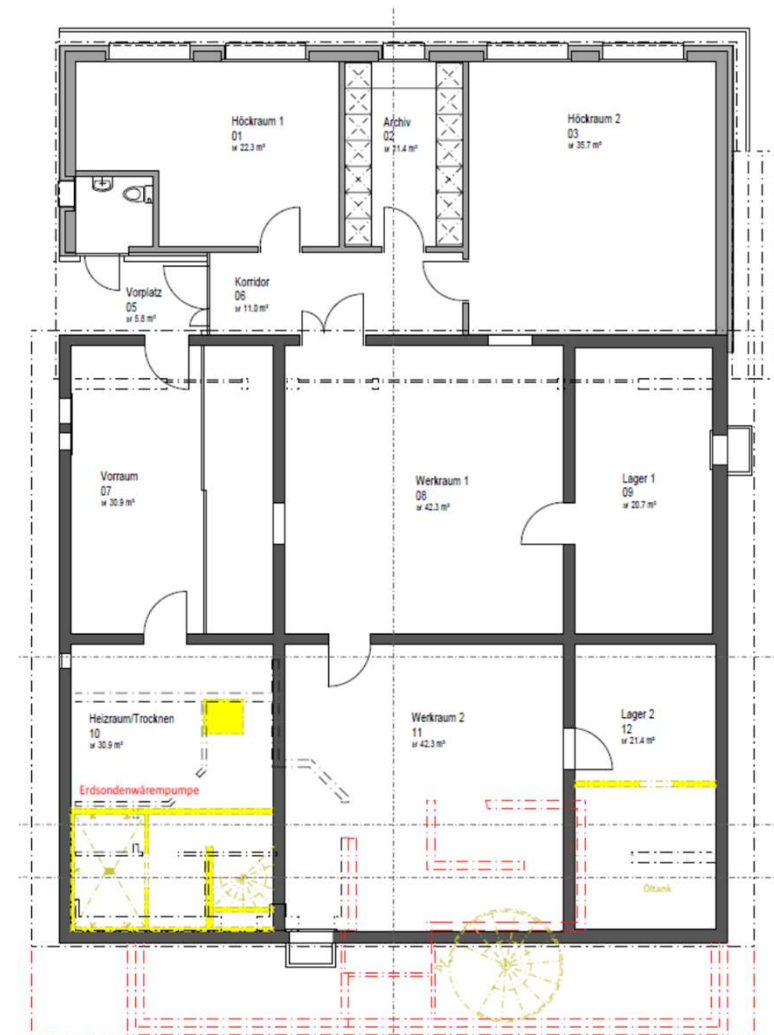 Höckraum 1
01
22.3 m²
Archiv
02
11.4 m²
Höckraum 2
03
35.7 m²
Vorplatz
05
5.8 m²
Korridor
06
11.0 m²
Vorraum
07
30.9 m²
Werkraum 1
08
42.3 m²
Lager 1
09
20.7 m²
Heizraum/Trocknen
10
30.9 m²
Werkraum 2
11
42.3 m²
Lager 2
12
21.4 m²
Erdsondenwärempumpe
Öltank